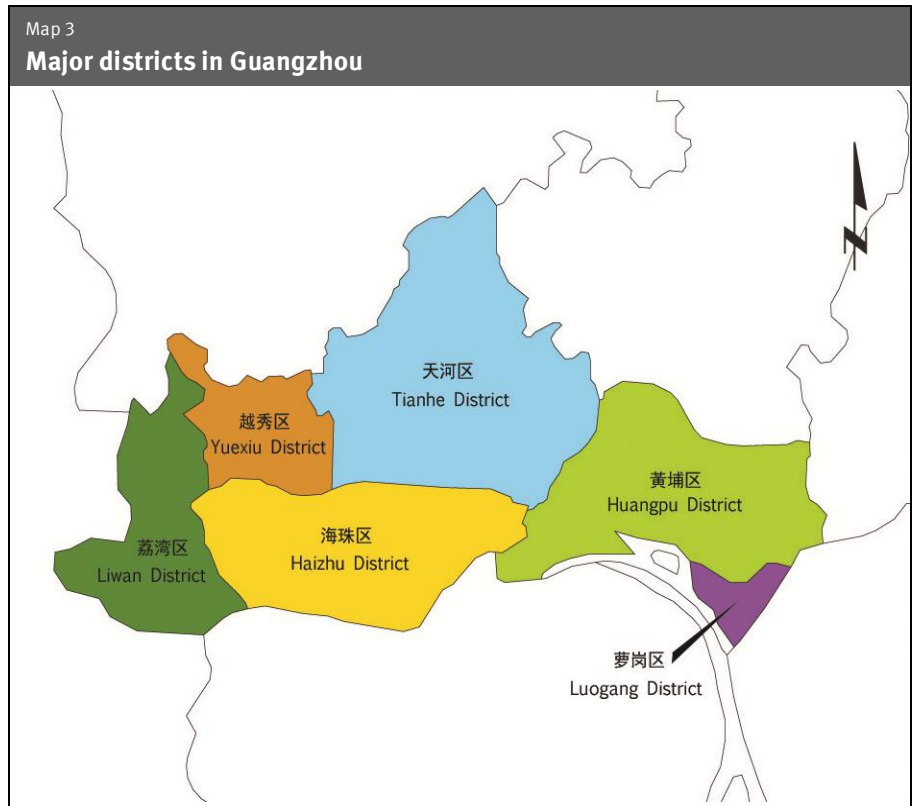 Map 3
Major districts in Guangzhou
N
天河区
Tianhe District
越秀区
Yuexiu District
黄埔区
Huangpu District
海珠区
Haizhu District
荔湾区
Liwan District
萝岗区
Luogang District